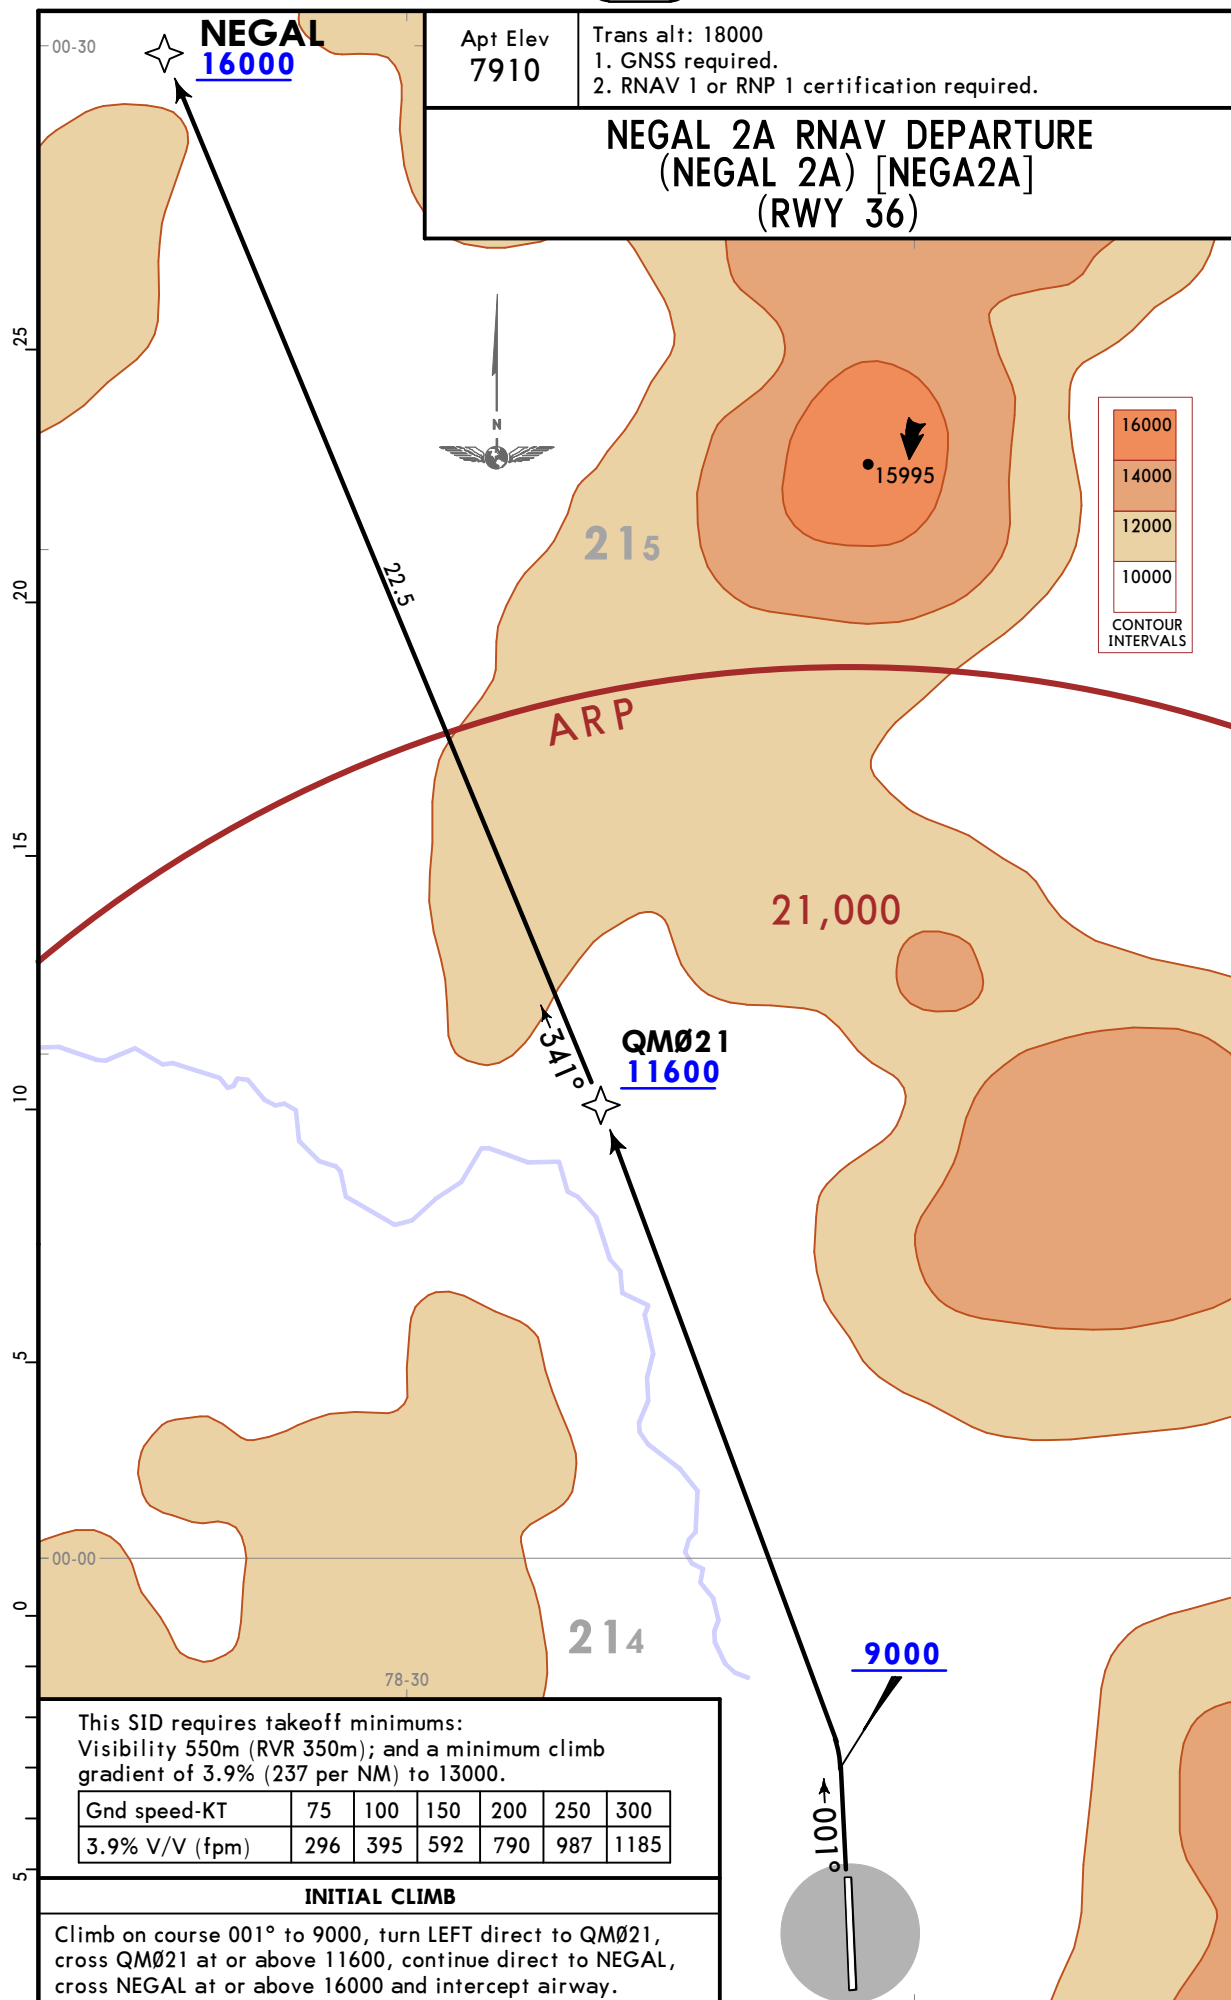 NEGAL
16000
00-30
Apt Elev
7910
Trans alt: 18000
1. GNSS required.
2. RNAV 1 or RNP 1 certification required.
NEGAL 2A RNAV DEPARTURE
(NEGAL 2A) [NEGA2A]
(RWY 36)
25
N
16000
14000
12000
10000
CONTOUR
INTERVALS
15995
215
22.5
20
ARP
15
21,000
QMØ21
11600
341°
10
5
00-00
0
214
9000
78-30
This SID requires takeoff minimums:
Visibility 550m (RVR 350m); and a minimum climb
gradient of 3.9% (237 per NM) to 13000.
Gnd speed-KT 75 100 150 200 250 300
3.9% V/V (fpm) 296 395 592 790 987 1185
001°
5
INITIAL CLIMB
Climb on course 001° to 9000, turn LEFT direct to QMØ21,
cross QMØ21 at or above 11600, continue direct to NEGAL,
cross NEGAL at or above 16000 and intercept airway.